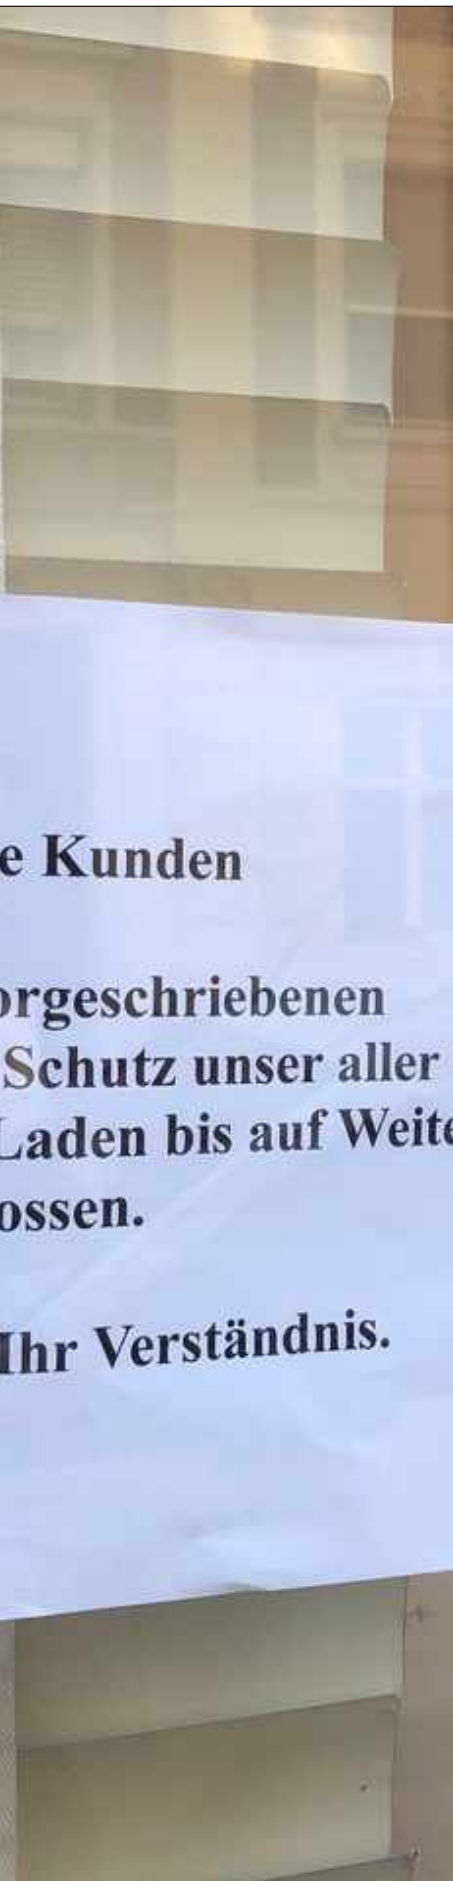 e Kunden
orgeschriebenen
Schutz unser aller
Laden bis auf Weite
ossen.
Ihr Verständnis.